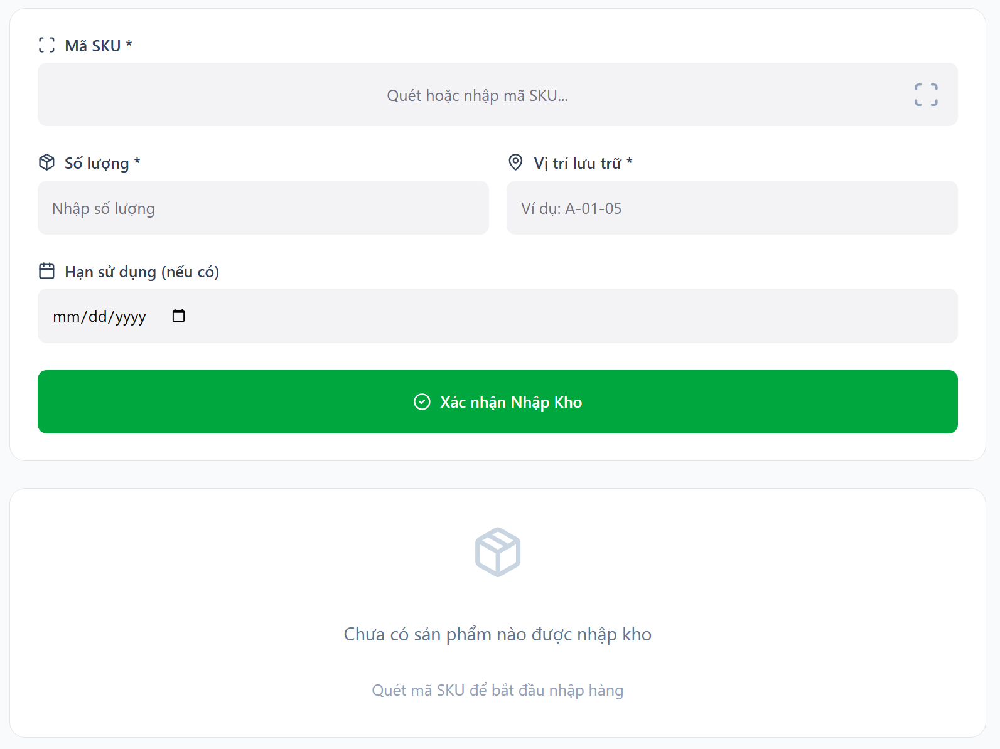 Mã SKU *
Quét hoặc nhập mã SKU...
Số lượng *
Vị trí lưu trữ *
Nhập số lượng
Ví dụ: A-01-05
Hạn sử dụng (nếu có)
mm/dd/yyyy
Xác nhận Nhập Kho
Chưa có sản phẩm nào được nhập kho
Quét mã SKU để bắt đầu nhập hàng